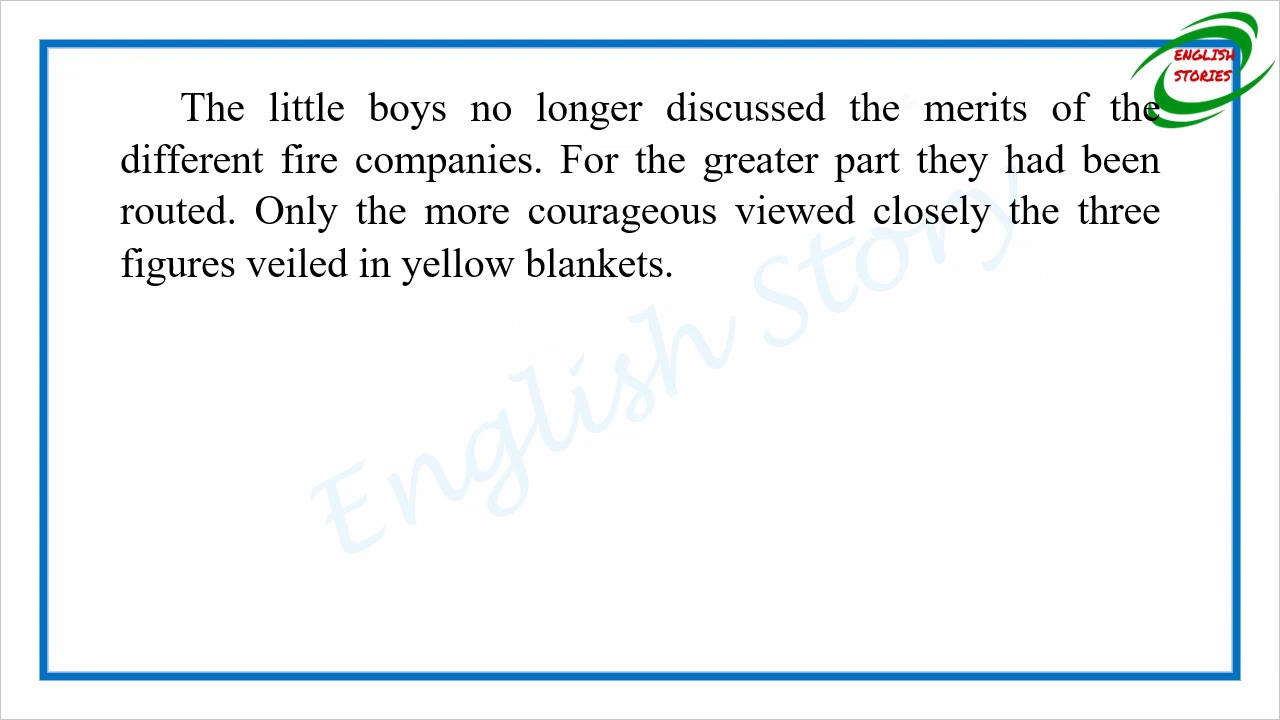 ENGLISH
STORIES
The little boys no longer discussed the merits of the
different fire companies. For the greater part they had been
routed. Only the more courageous viewed closely the three
figures veiled in yellow blankets.
English Story